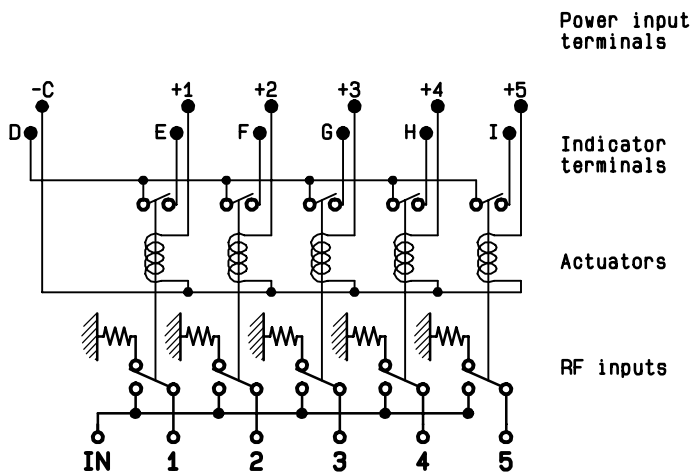 Power input
terminals
-C +1 +2 +3 +4 +5
D E F G H I
Indicator
terminals
Actuators
RF inputs
IN 1 2 3 4 5